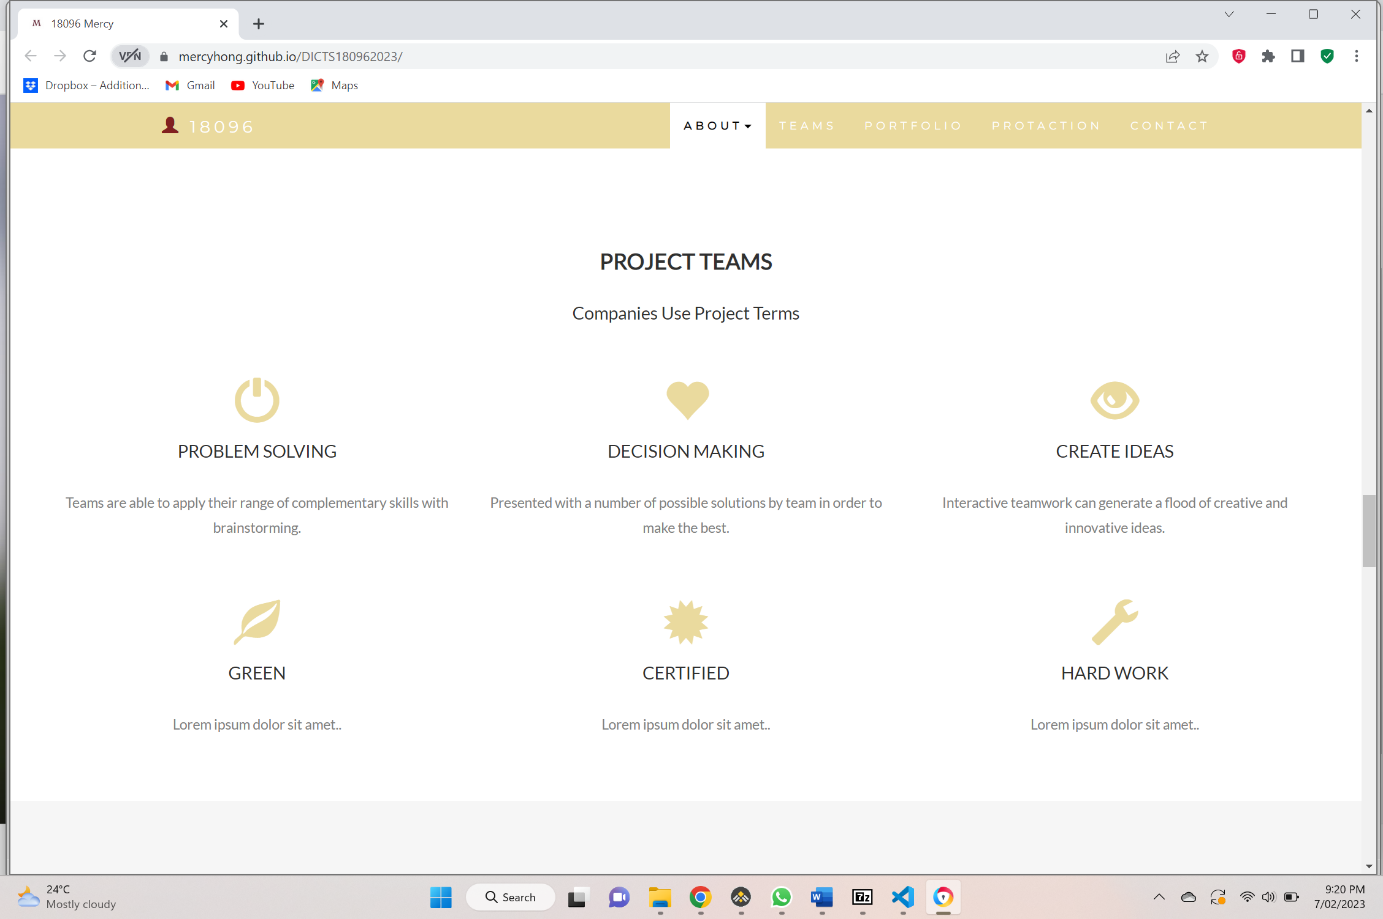 M 18096 Mercy
VPN mercyhong.github.io/DICTS180962023/
Dropbox – Addition... Gmail YouTube Maps
18096 ABOUT TEAMS PORTFOLIO PROTACTION CONTACT
PROJECT TEAMS
Companies Use Project Terms
PROBLEM SOLVING DECISION MAKING CREATE IDEAS
Teams are able to apply their range of complementary skills with
brainstorming.
Presented with a number of possible solutions by team in order to
make the best.
Interactive teamwork can generate a flood of creative and
innovative ideas.
GREEN CERTIFIED HARD WORK
Lorem ipsum dolor sit amet.. Lorem ipsum dolor sit amet.. Lorem ipsum dolor sit amet..
24°C
Mostly cloudy
Search
7z
9:20 PM
7/02/2023